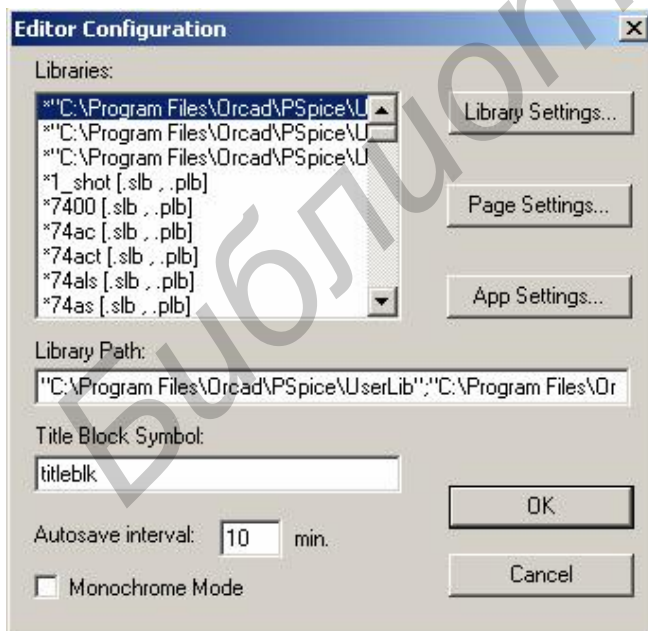 Editor Configuration
Libraries:
*"C:\Program Files\Orcad\PSpice\U
*"C:\Program Files\Orcad\PSpice\U
*"C:\Program Files\Orcad\PSpice\U
*1_shot [.slb , .plb]
*7400 [.slb , .plb]
*74ac [.slb , .plb]
*74act [.slb , .plb]
*74als [.slb , .plb]
*74as [.slb , .plb]
Library Settings...
Page Settings...
App Settings...
Library Path:
"C:\Program Files\Orcad\PSpice\UserLib";"C:\Program Files\Or
Title Block Symbol:
titleblk
Autosave interval: 10 min.
Monochrome Mode
OK
Cancel